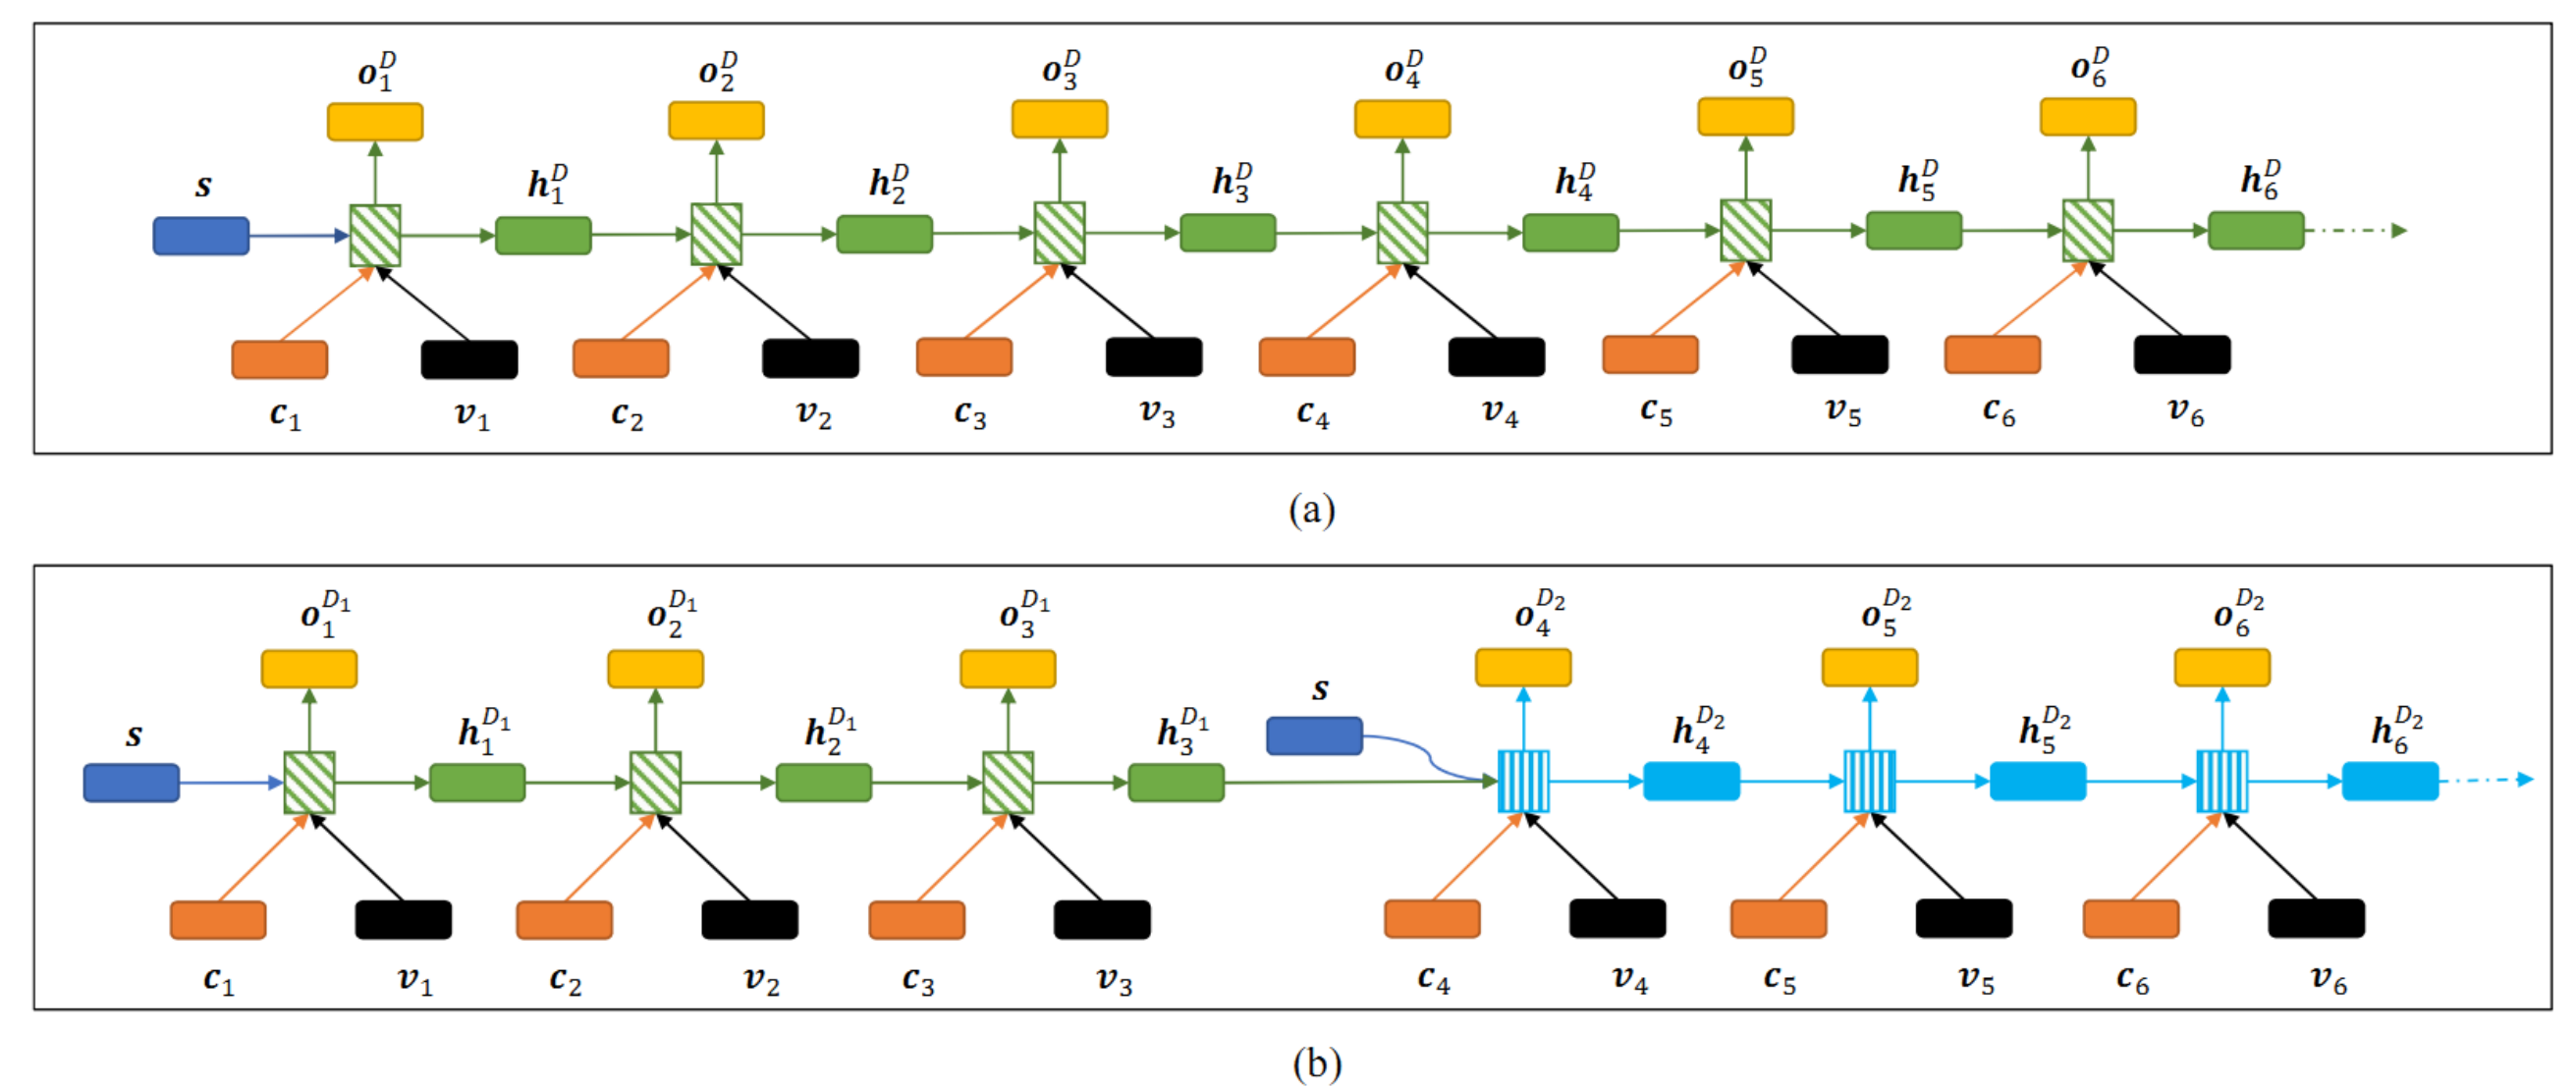 o_1^D o_2^D o_3^D o_4^D o_5^D o_6^D
s h_1^D h_2^D h_3^D h_4^D h_5^D h_6^D
c_1 v_1 c_2 v_2 c_3 v_3 c_4 v_4 c_5 v_5 c_6 v_6
(a)
o_1^{D_1} o_2^{D_1} o_3^{D_1} o_4^{D_2} o_5^{D_2} o_6^{D_2}
s h_1^{D_1} h_2^{D_1} h_3^{D_1} s h_4^{D_2} h_5^{D_2} h_6^{D_2}
c_1 v_1 c_2 v_2 c_3 v_3 c_4 v_4 c_5 v_5 c_6 v_6
(b)